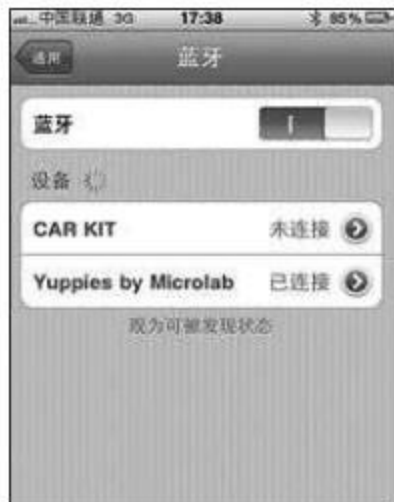 中国联通 3G 17:38 85%
通用 蓝牙
蓝牙
设备
CAR KIT 未连接
Yuppies by Microlab 已连接
现为可被发现状态